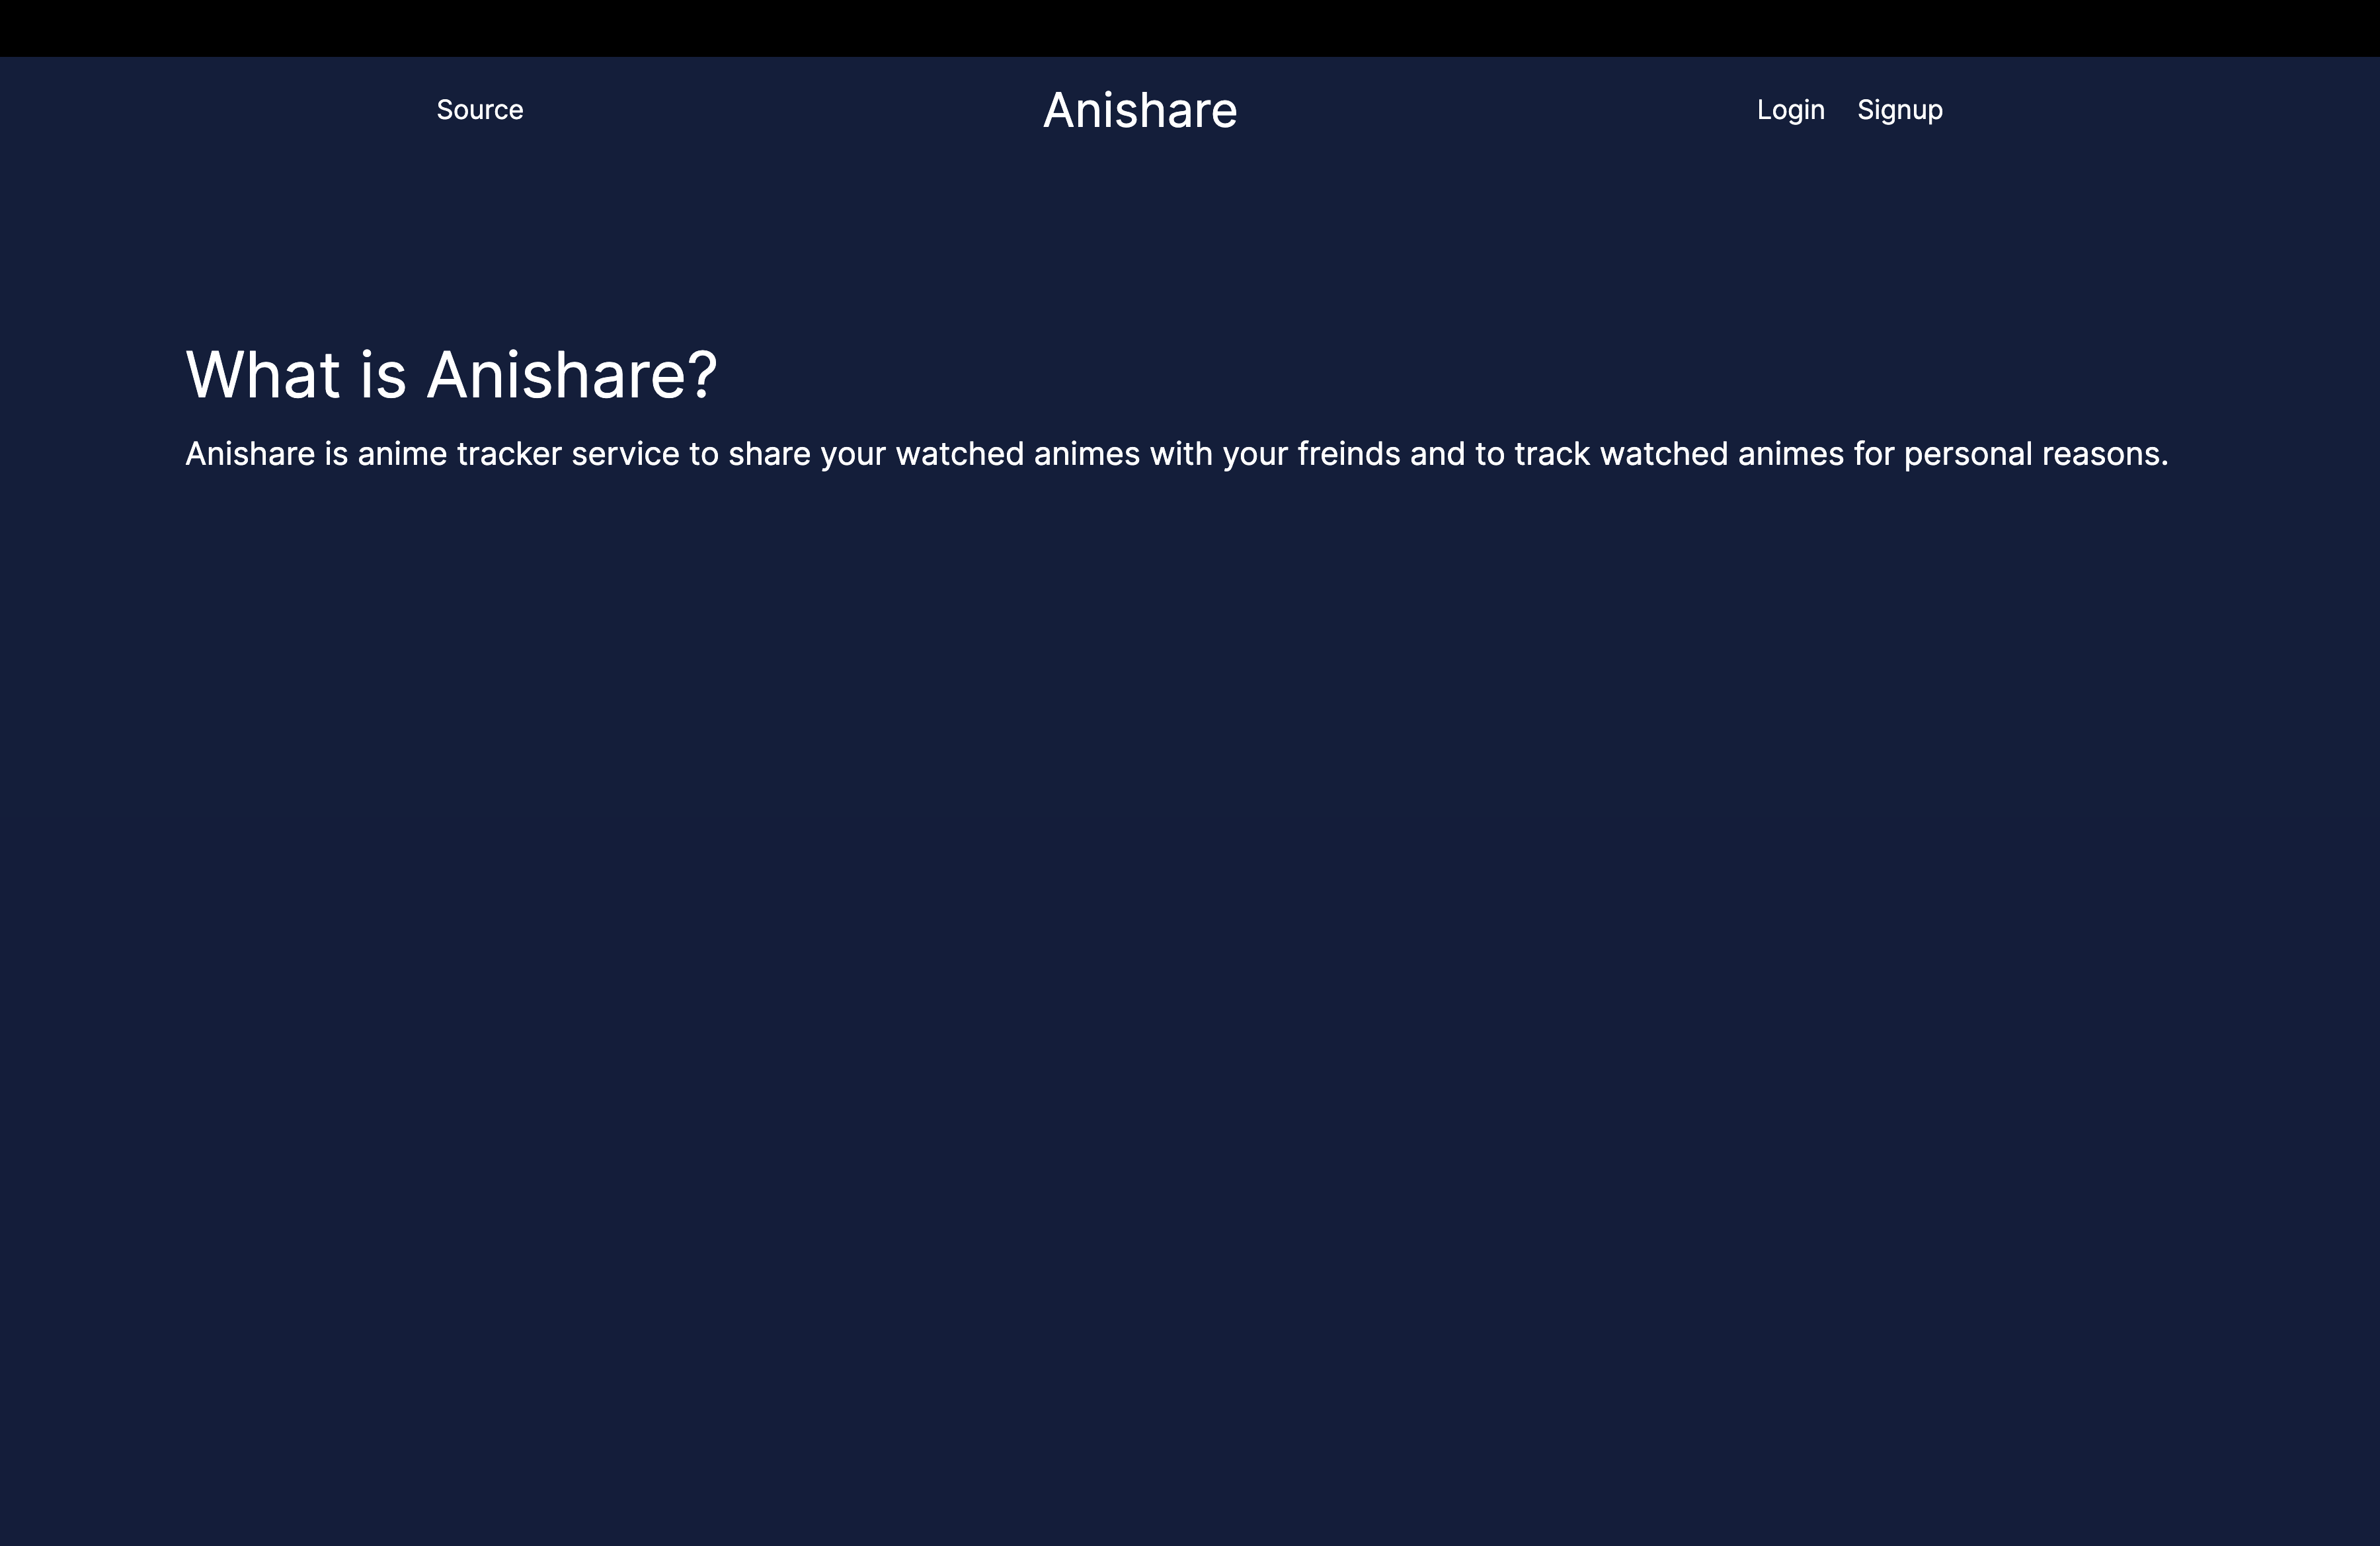 Source
Anishare
Login
Signup
What is Anishare?
Anishare is anime tracker service to share your watched animes with your freinds and to track watched animes for personal reasons.